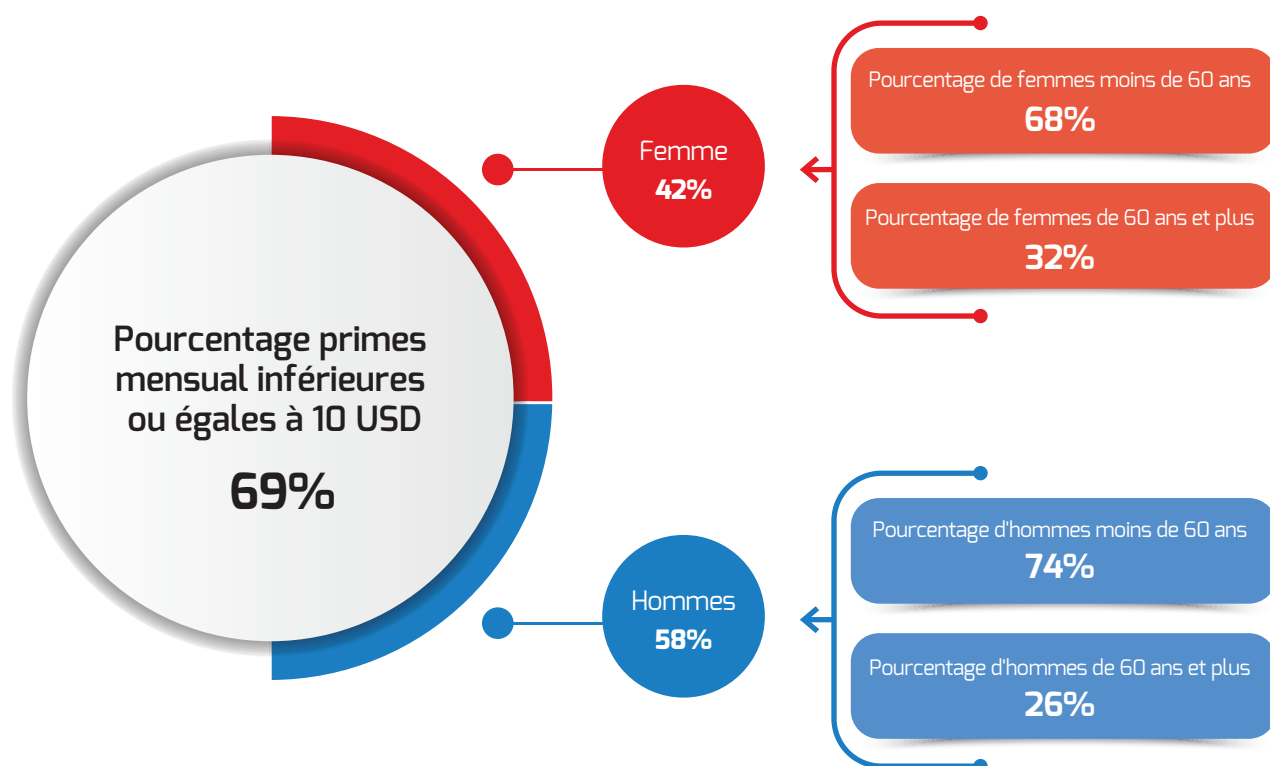 Pourcentage primes
mensual inférieures
ou égales à 10 USD
69%
Femme
42%
Pourcentage de femmes moins de 60 ans
68%
Pourcentage de femmes de 60 ans et plus
32%
Hommes
58%
Pourcentage d'hommes moins de 60 ans
74%
Pourcentage d'hommes de 60 ans et plus
26%